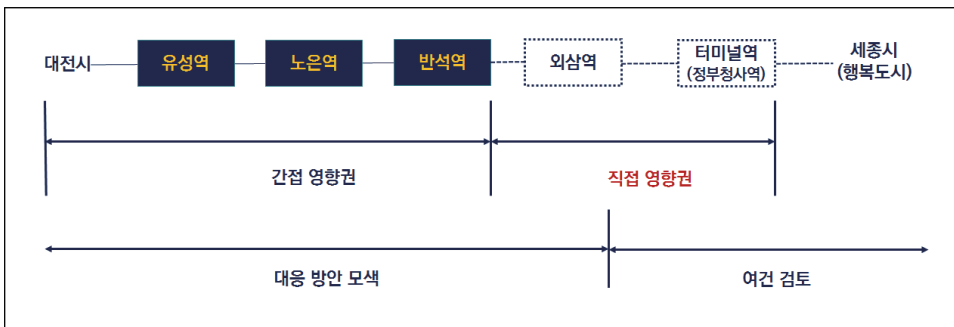 대전시
유성역
노은역
반석역
외삼역
터미널역
(정부청사역)
세종시
(행복도시)
간접 영향권
직접 영향권
대응 방안 모색
여건 검토